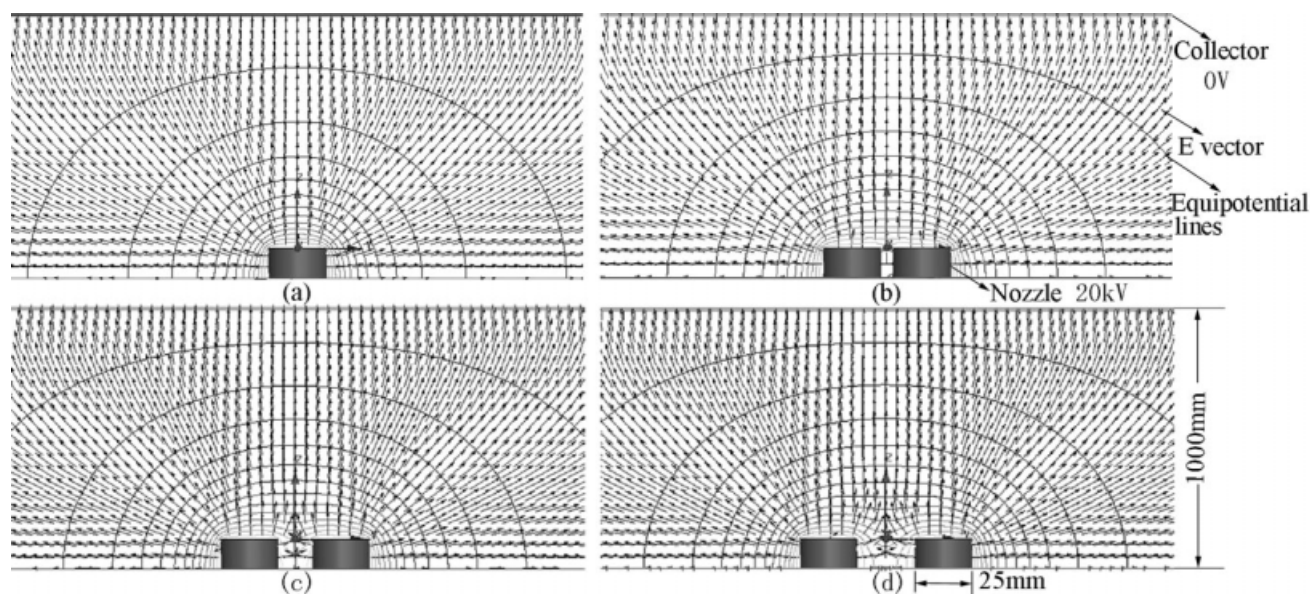 Collector
0V
E vector
Equipotential
lines
(a)
(b)
Nozzle 20kV
(c)
(d)
25mm
1000mm